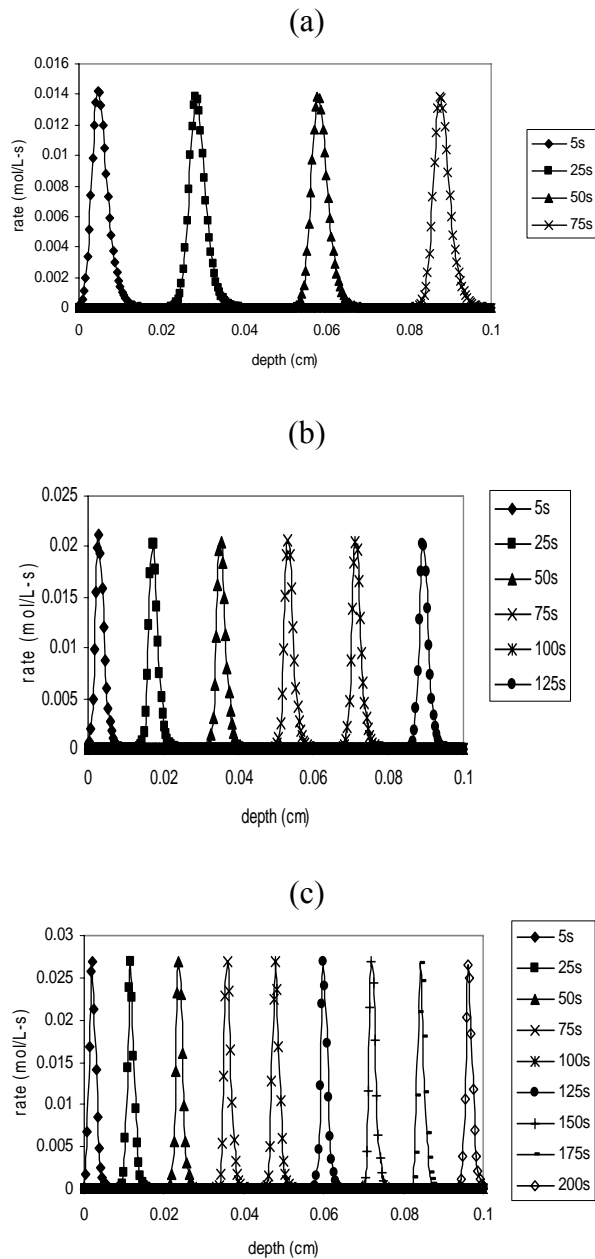 (a)
0.016
0.014
0.012
0.01
0.008
0.006
0.004
0.002
0
rate (mol/L-s)
0 0.02 0.04 0.06 0.08 0.1
depth (cm)
5s
25s
50s
75s
(b)
0.025
0.02
0.015
0.01
0.005
0
rate (mol/L-s)
0 0.02 0.04 0.06 0.08 0.1
depth (cm)
5s
25s
50s
75s
100s
125s
(c)
0.03
0.025
0.02
0.015
0.01
0.005
0
rate (mol/L-s)
0 0.02 0.04 0.06 0.08 0.1
depth (cm)
5s
25s
50s
75s
100s
125s
150s
175s
200s